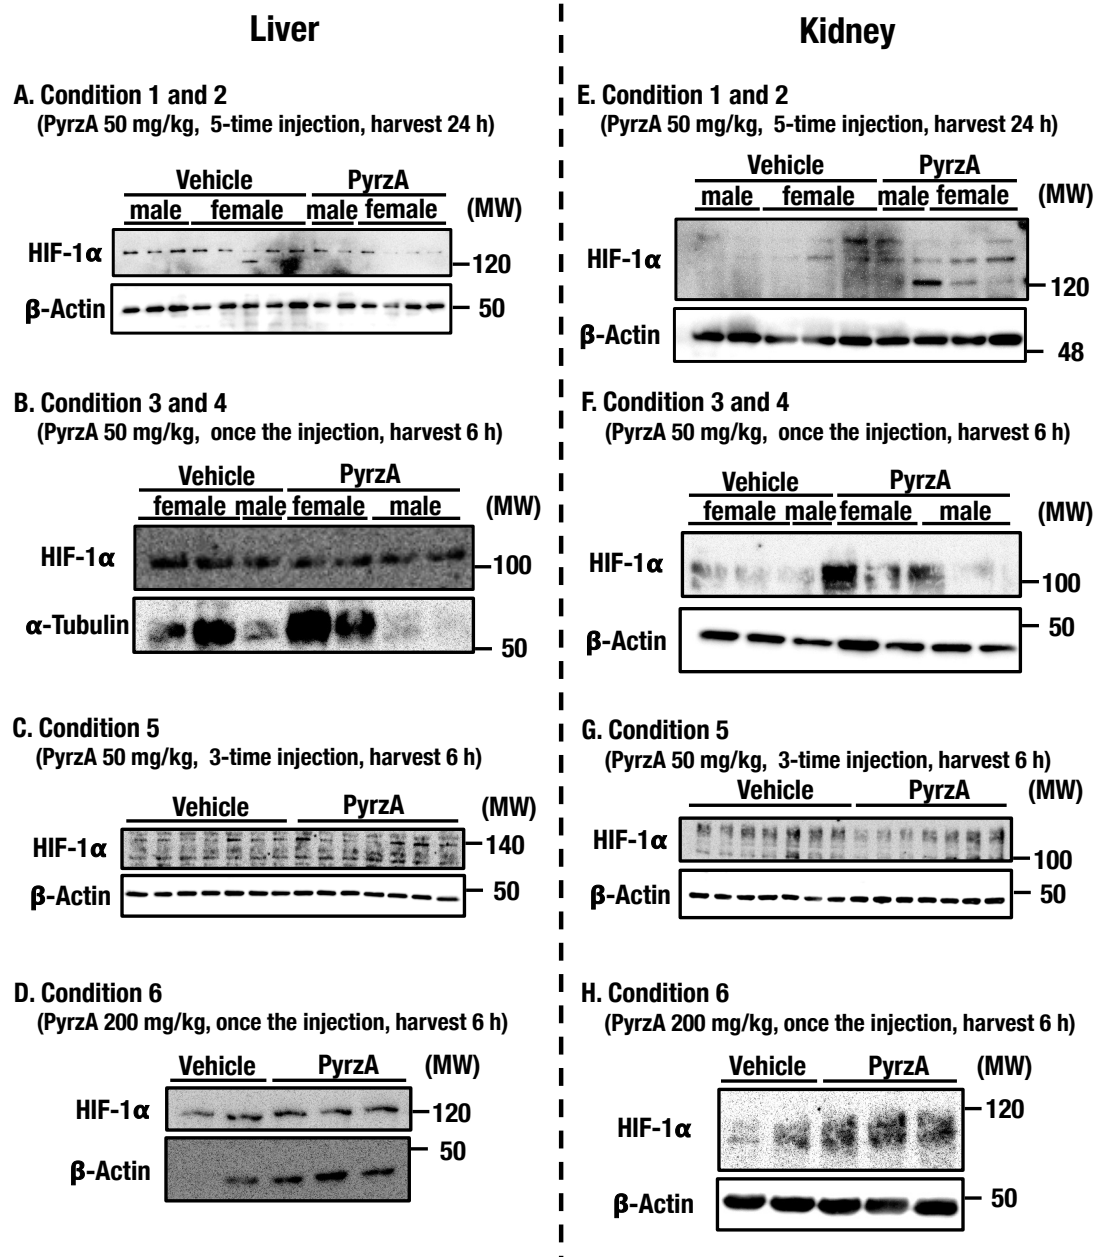 Liver
A. Condition 1 and 2
(PyrzA 50 mg/kg, 5-time injection, harvest 24 h)
Vehicle PyrzA
male female male female (MW)
HIF-1α
120
β-Actin
50
B. Condition 3 and 4
(PyrzA 50 mg/kg, once the injection, harvest 6 h)
Vehicle PyrzA
female male female male (MW)
HIF-1α
100
α-Tubulin
50
C. Condition 5
(PyrzA 50 mg/kg, 3-time injection, harvest 6 h)
Vehicle PyrzA (MW)
HIF-1α
140
β-Actin
50
D. Condition 6
(PyrzA 200 mg/kg, once the injection, harvest 6 h)
Vehicle PyrzA (MW)
HIF-1α
120
β-Actin
50
Kidney
E. Condition 1 and 2
(PyrzA 50 mg/kg, 5-time injection, harvest 24 h)
Vehicle PyrzA
male female male female (MW)
HIF-1α
120
β-Actin
48
F. Condition 3 and 4
(PyrzA 50 mg/kg, once the injection, harvest 6 h)
Vehicle PyrzA
female male female male (MW)
HIF-1α
100
β-Actin
50
G. Condition 5
(PyrzA 50 mg/kg, 3-time injection, harvest 6 h)
Vehicle PyrzA (MW)
HIF-1α
100
β-Actin
50
H. Condition 6
(PyrzA 200 mg/kg, once the injection, harvest 6 h)
Vehicle PyrzA (MW)
HIF-1α
120
β-Actin
50